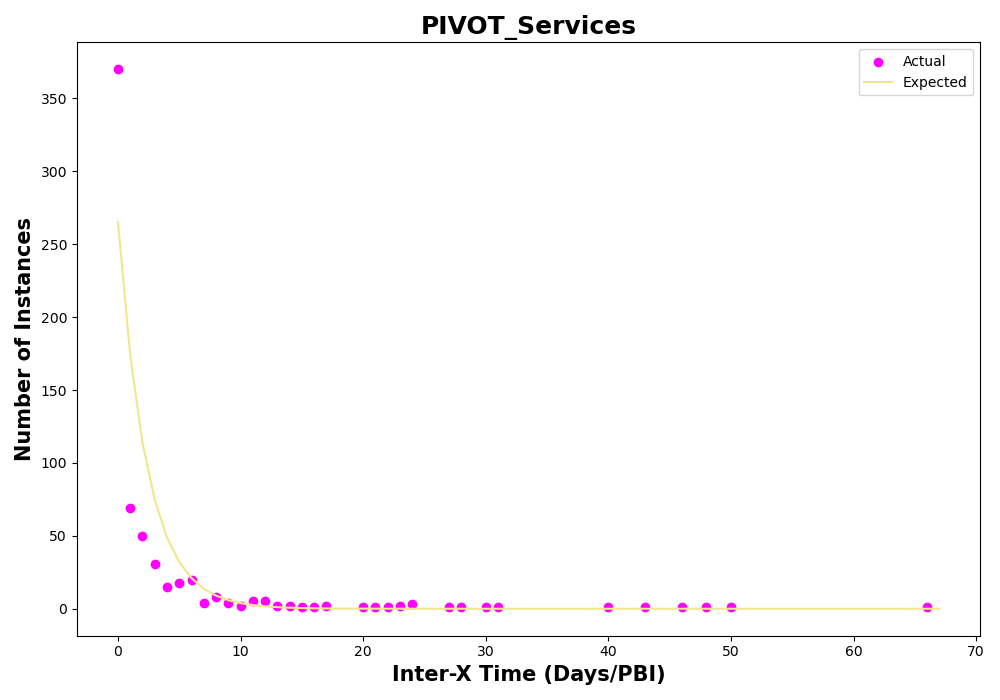 PIVOT_Services
Actual
Expected
Number of Instances
350
300
250
200
150
100
50
0
0 10 20 30 40 50 60 70
Inter-X Time (Days/PBI)